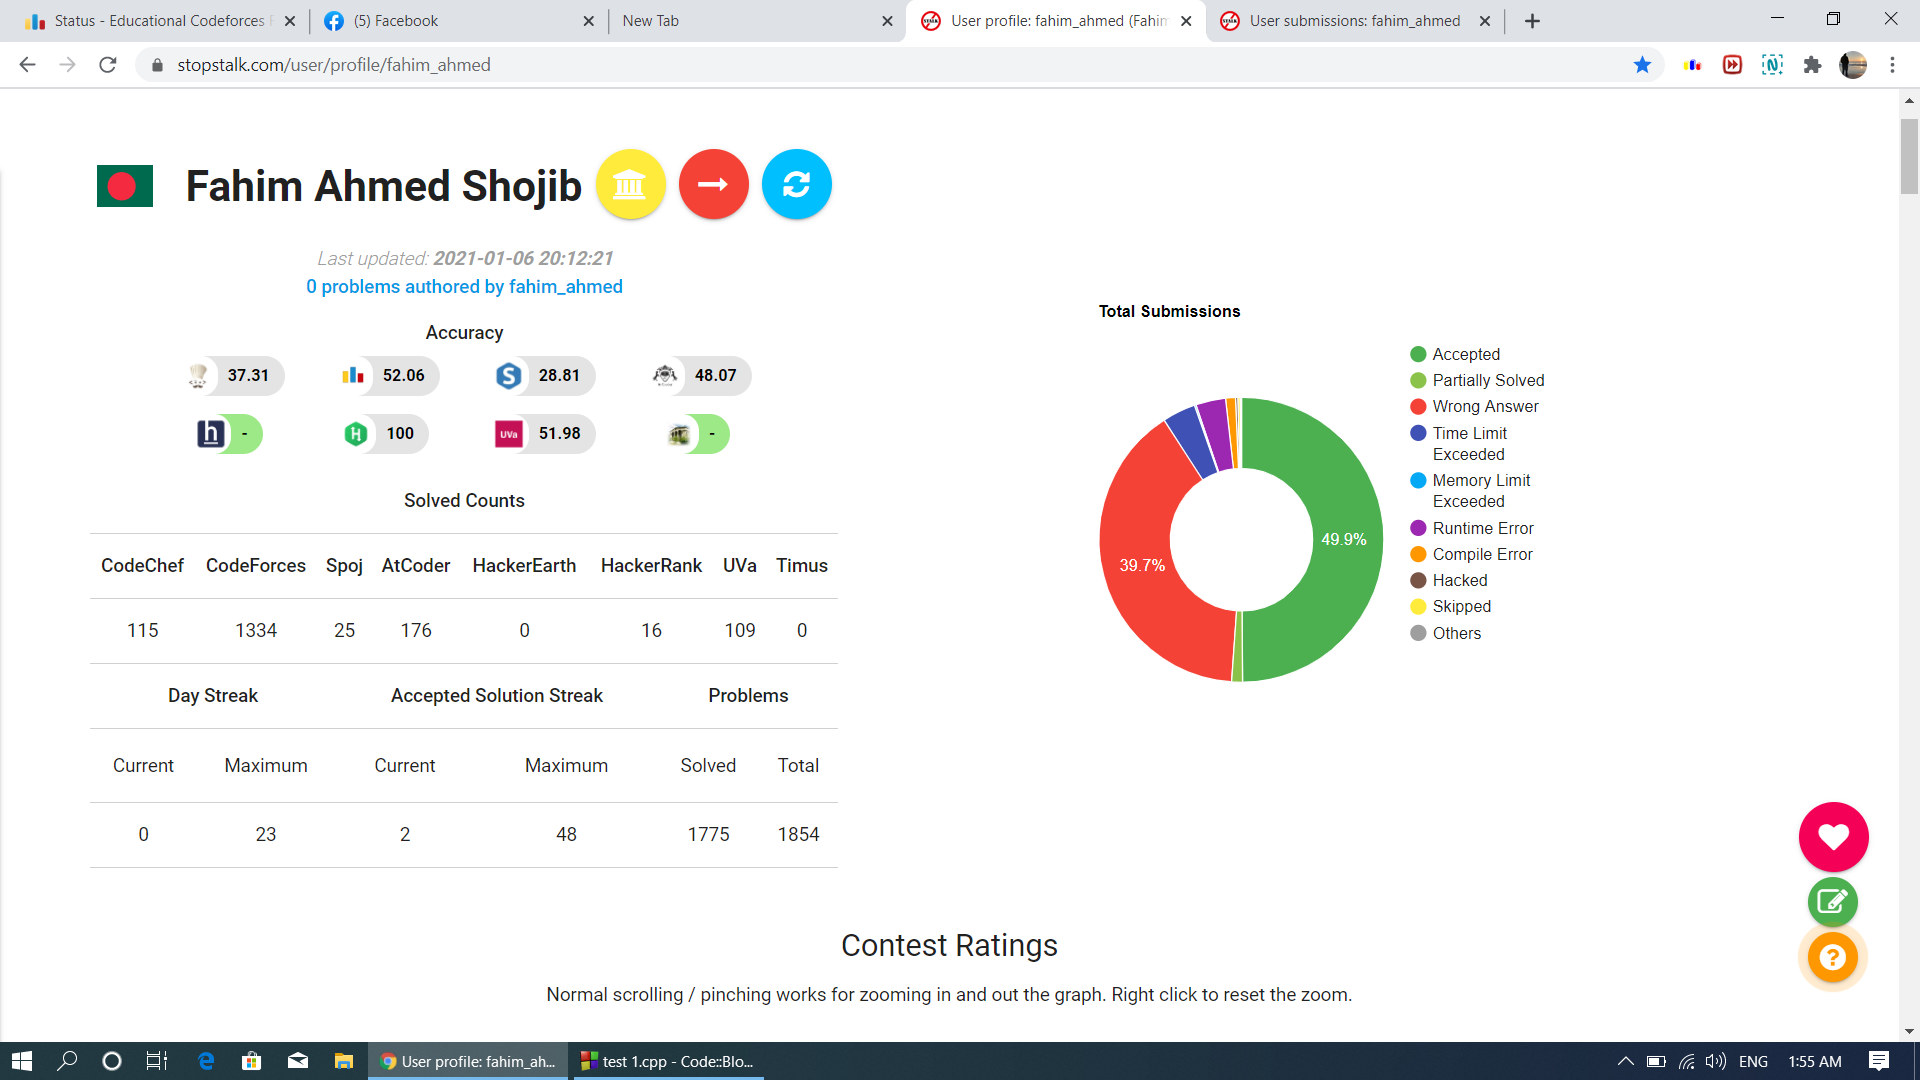 Status - Educational Codeforces
(5) Facebook
New Tab
User profile: fahim_ahmed (Fahim
User submissions: fahim_ahmed
stopstalk.com/user/profile/fahim_ahmed
Fahim Ahmed Shojib
Last updated: 2021-01-06 20:12:21
0 problems authored by fahim_ahmed
Accuracy
37.31 52.06 28.81 48.07
- 100 UVa 51.98 -
Solved Counts
CodeChef CodeForces Spoj AtCoder HackerEarth HackerRank UVa Timus
115 1334 25 176 0 16 109 0
Day Streak Accepted Solution Streak Problems
Current Maximum Current Maximum Solved Total
0 23 2 48 1775 1854
Total Submissions
49.9%
39.7%
Accepted
Partially Solved
Wrong Answer
Time Limit
Exceeded
Memory Limit
Exceeded
Runtime Error
Compile Error
Hacked
Skipped
Others
Contest Ratings
Normal scrolling / pinching works for zooming in and out the graph. Right click to reset the zoom.
User profile: fahim_ah...
test 1.cpp - Code::Blo...
ENG
1:55 AM